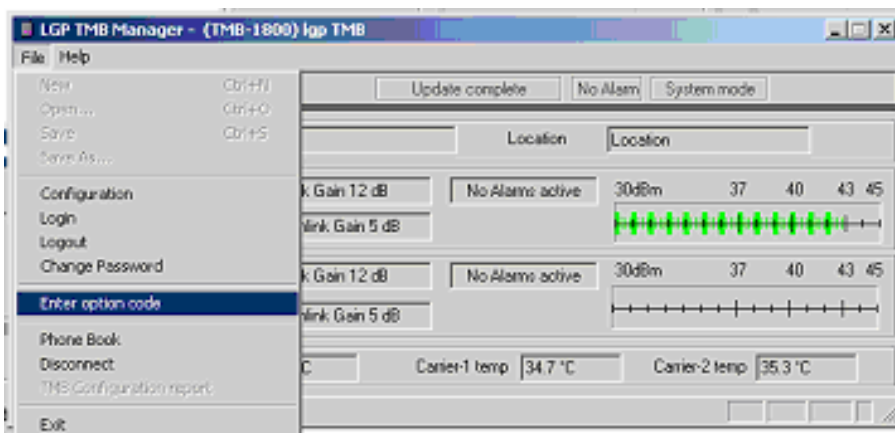 LGP TMB Manager - (TMB-1800) lgp TMB
File Help
New Ctrl+N
Open... Ctrl+O
Save Ctrl+S
Save As...
Configuration
Login
Logout
Change Password
Enter option code
Phone Book
Disconnect
TMB Configuration report
Exit
Update complete No Alarm System mode
Location Location
k Gain 12 dB No Alarms active 30dBm 37 40 43 45
nlink Gain 5 dB
k Gain 12 dB No Alarms active 30dBm 37 40 43 45
nlink Gain 5 dB
C Carrier-1 temp 34.7 °C Carrier-2 temp 35.3 °C